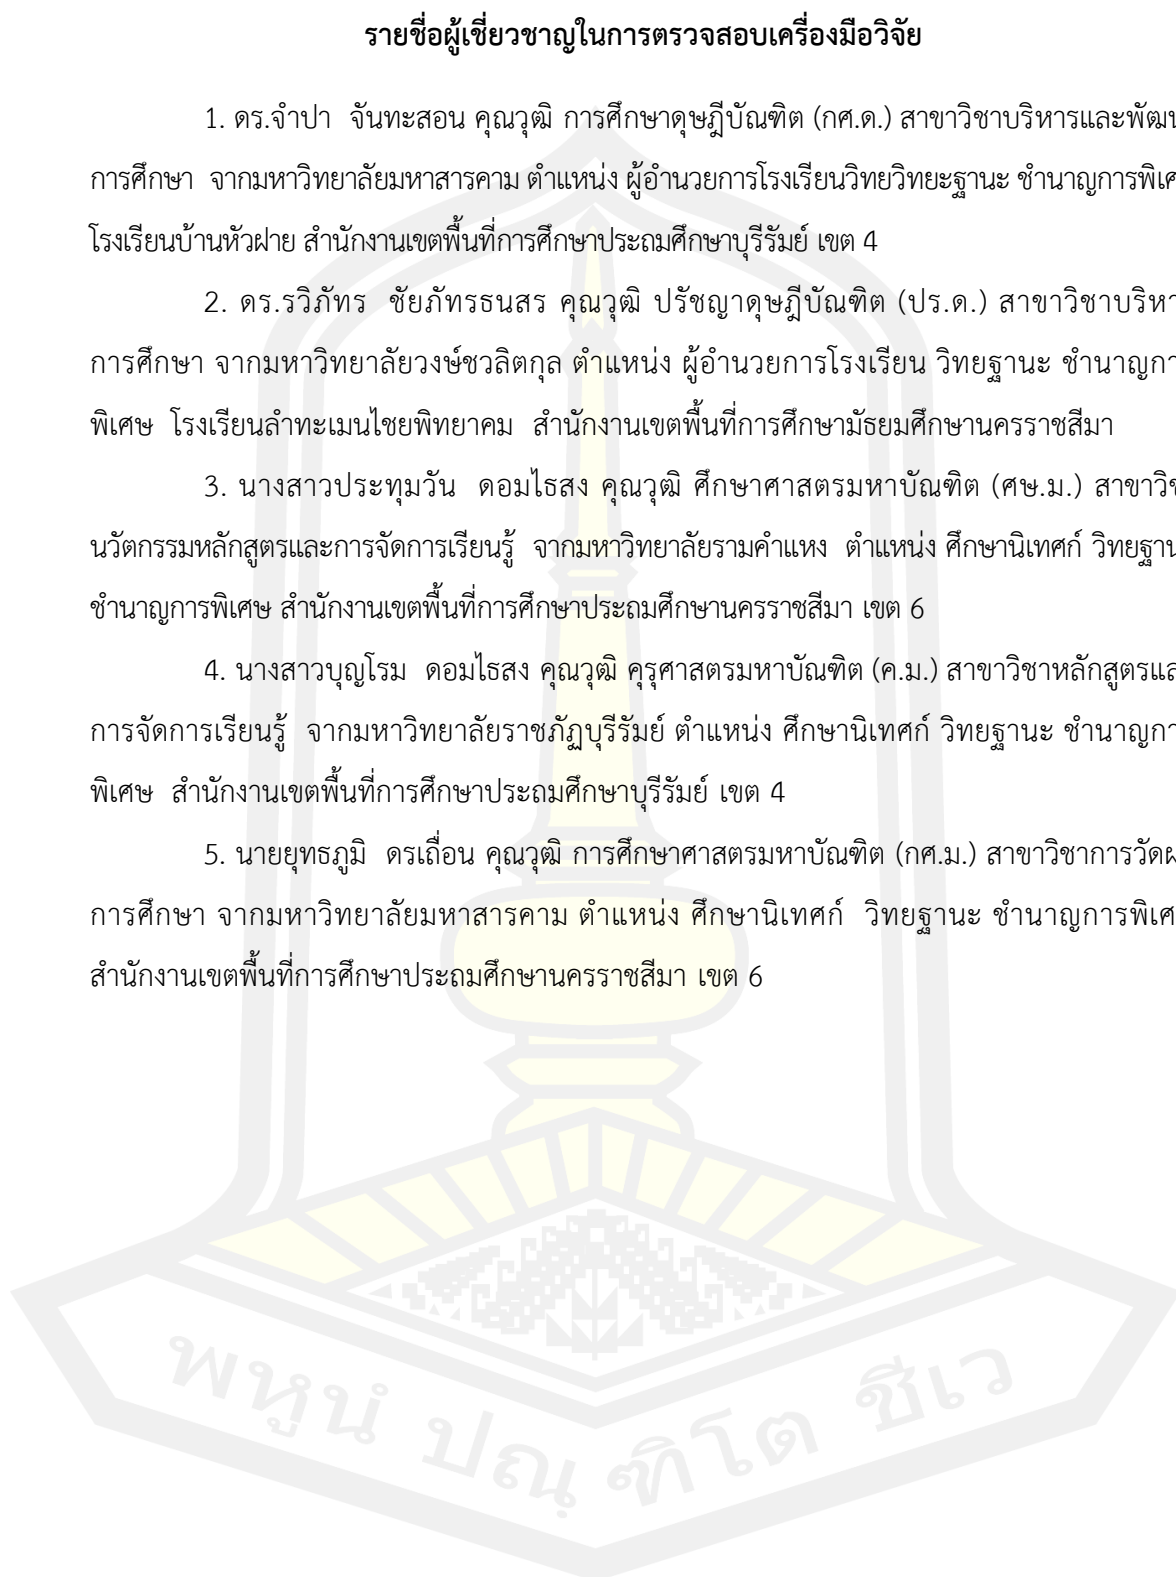 รายชื่อผู้เชี่ยวชาญในการตรวจสอบเครื่องมือวิจัย
1. ดร.จำปา จันทะสอน คุณวุฒิ การศึกษาดุษฎีบัณฑิต (กศ.ด.) สาขาวิชาบริหารและพัฒน
การศึกษา จากมหาวิทยาลัยมหาสารคาม ตำแหน่ง ผู้อำนวยการโรงเรียนวิทยวิทยะฐานะ ชำนาญการพิเศ
โรงเรียนบ้านหัวฝาย สำนักงานเขตพื้นที่การศึกษาประถมศึกษาบุรีรัมย์ เขต 4
2. ดร.รวิภัทร ชัยภัทรธนสร คุณวุฒิ ปรัชญาดุษฎีบัณฑิต (ปร.ด.) สาขาวิชาบริหา
การศึกษา จากมหาวิทยาลัยวงษ์ชวลิตกุล ตำแหน่ง ผู้อำนวยการโรงเรียน วิทยฐานะ ชำนาญกา
พิเศษ โรงเรียนลำทะเมนไชยพิทยาคม สำนักงานเขตพื้นที่การศึกษามัธยมศึกษานครราชสีมา
3. นางสาวประทุมวัน ดอมไธสง คุณวุฒิ ศึกษาศาสตรมหาบัณฑิต (ศษ.ม.) สาขาวิช
นวัตกรรมหลักสูตรและการจัดการเรียนรู้ จากมหาวิทยาลัยรามคำแหง ตำแหน่ง ศึกษานิเทศก์ วิทยฐาน
ชำนาญการพิเศษ สำนักงานเขตพื้นที่การศึกษาประถมศึกษานครราชสีมา เขต 6
4. นางสาวบุญโรม ดอมไธสง คุณวุฒิ คุรุศาสตรมหาบัณฑิต (ค.ม.) สาขาวิชาหลักสูตรแล
การจัดการเรียนรู้ จากมหาวิทยาลัยราชภัฏบุรีรัมย์ ตำแหน่ง ศึกษานิเทศก์ วิทยฐานะ ชำนาญกา
พิเศษ สำนักงานเขตพื้นที่การศึกษาประถมศึกษาบุรีรัมย์ เขต 4
5. นายยุทธภูมิ ดรเถื่อน คุณวุฒิ การศึกษาศาสตรมหาบัณฑิต (กศ.ม.) สาขาวิชาการวัดผ
การศึกษา จากมหาวิทยาลัยมหาสารคาม ตำแหน่ง ศึกษานิเทศก์ วิทยฐานะ ชำนาญการพิเศ
สำนักงานเขตพื้นที่การศึกษาประถมศึกษานครราชสีมา เขต 6
พหูนํ ปณฺ ฑิโต ชีเว